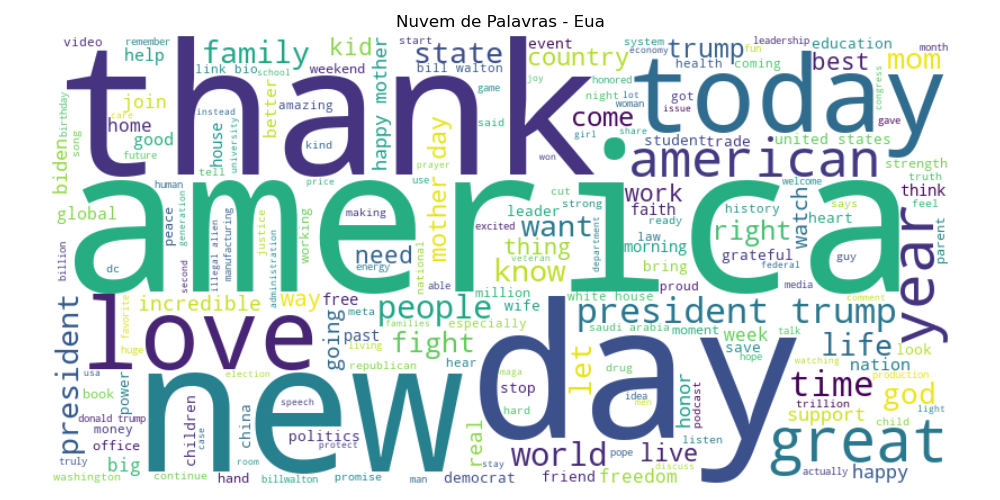 Nuvem de Palavras - Eua
video
remember
help
family
kid
start
state
event
country
system
economy
leadership
month
trump
fun
education
link bio
school
weekend
bill walton
health
coming
best
mom
thank
today
birthday
join
song
better
amazing
happy mother
game
joy
honored
night
woman
lot
got
issue
congress
gave
home
care
good
instead
house
university
kind
said
come
girl
share
student
trade
united states
biden
future
tell
prayer
day
won
american
strength
truth
america
human
price
use
cut
strong
work
welcome
think
feel
global
peace
generation
illegal alien
manufacturing
justice
administration
working
making
mother
leader
want
faith
ready
history
says
watch
heart
year
parent
excited
thing
department
law
morning
right
grateful
guy
billion
dc
second
need
energy
national
veteran
know
bring
federal
media
able
million
white house
proud
comment
love
incredible
way
free
meta
people
wife
president trump
president
favorite
huge
going
past
families
especially
fight
saudi arabia
moment
week
talk
life
look
living
republican
hear
let
save
hope
watching
nation
production
new
day
usa
book
power
election
maga
stop
drug
idea
men
honor
podcast
time
trillion
god
light
donald trump
money
office
children
case
china
speech
politics
protect
hard
real
support
child
great
truly
big
room
stay
world
pope
live
listen
discuss
actually
happy
washington
continue
hand
billwalton
promise
man
democrat
friend
freedom